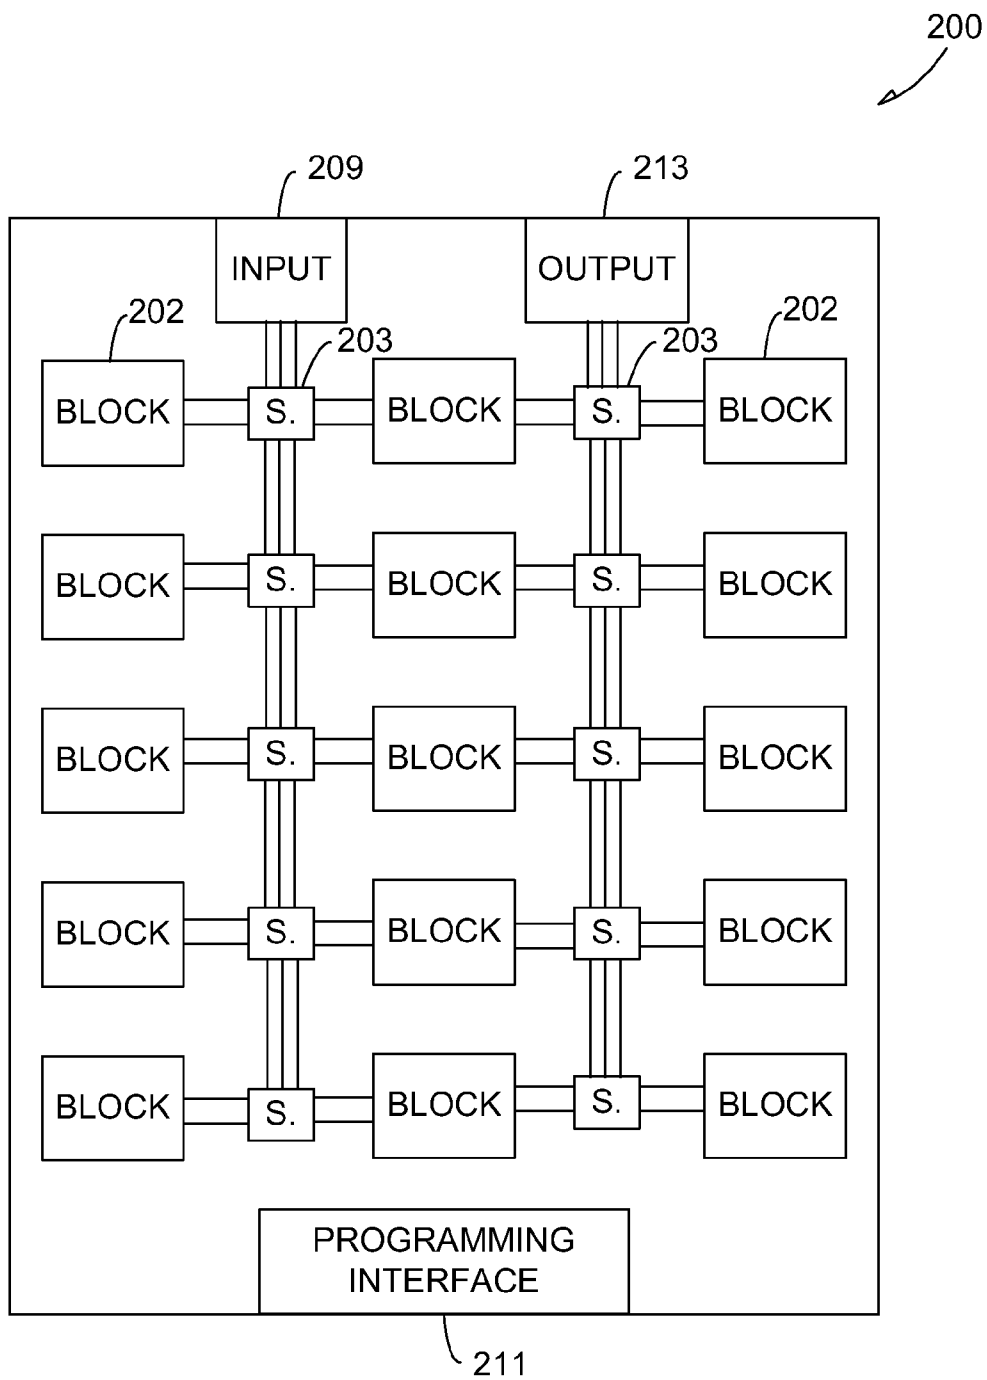 200
209
213
INPUT
OUTPUT
202
203
203
202
BLOCK
S.
BLOCK
S.
BLOCK
BLOCK
S.
BLOCK
S.
BLOCK
BLOCK
S.
BLOCK
S.
BLOCK
BLOCK
S.
BLOCK
S.
BLOCK
BLOCK
S.
BLOCK
S.
BLOCK
PROGRAMMING
INTERFACE
211